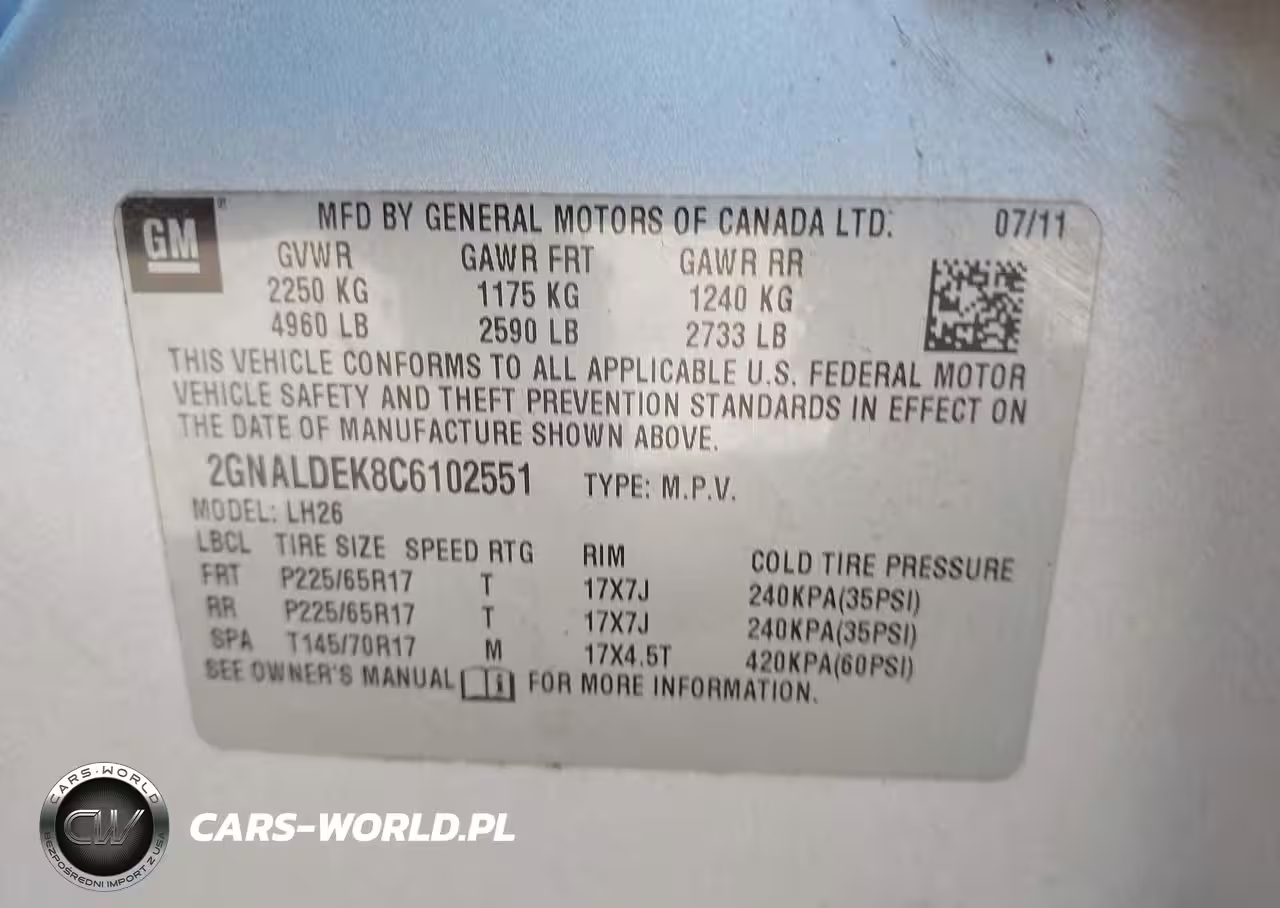 GM
MFD BY GENERAL MOTORS OF CANADA LTD. 07/11
GVWR GAWR FRT GAWR RR
2250 KG 1175 KG 1240 KG
4960 LB 2590 LB 2733 LB
THIS VEHICLE CONFORMS TO ALL APPLICABLE U.S. FEDERAL MOTOR
VEHICLE SAFETY AND THEFT PREVENTION STANDARDS IN EFFECT ON
THE DATE OF MANUFACTURE SHOWN ABOVE.
2GNALDEK8C6102551 TYPE: M.P.V.
MODEL: LH26
LBCL TIRE SIZE SPEED RTG RIM COLD TIRE PRESSURE
FRT P225/65R17 T 17X7J 240KPA(35PSI)
RR P225/65R17 T 17X7J 240KPA(35PSI)
SPA T145/70R17 M 17X4.5T 420KPA(60PSI)
SEE OWNER'S MANUAL FOR MORE INFORMATION.
CARS-WORLD
CW
BEZPOŚREDNI IMPORT Z USA
CARS-WORLD.PL